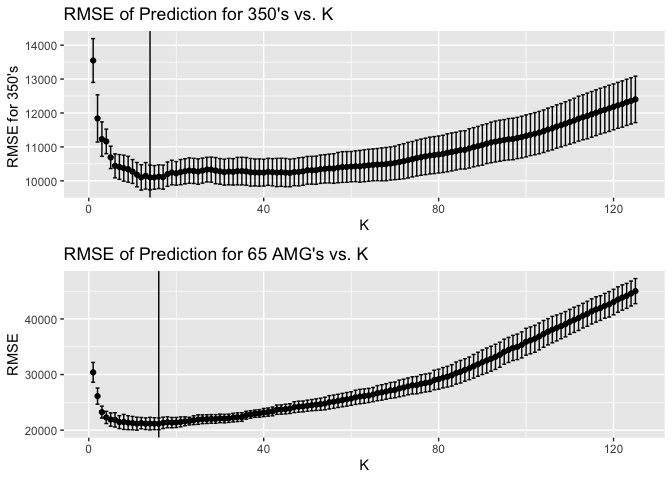 RMSE of Prediction for 350's vs. K
14000
13000
12000
11000
10000
RMSE for 350's
0 40 80 120
K
RMSE of Prediction for 65 AMG's vs. K
40000
30000
20000
RMSE
0 40 80 120
K